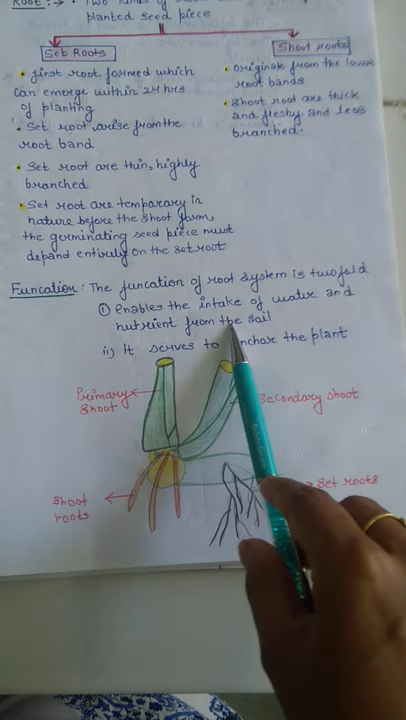 Root : → • Two kinds of
planted seed piece
Set Roots
• first root formed which
can emerge within 24 hrs
of planting
• Set root arise from the
root band
• Set root are thin, highly
branched
• Set root are temporary in
nature before the shoot form,
the germinating seed piece must
depand entirely on the set root
Shoot roots
• Originate from the lower
root bands
• Shoot root are thick
and fleshy and less
branched.
Funcation : The funcation of root system is two fold
① enables the intake of water and
nutrient from the soil
ii) It serves to anchor the plant
Primary
Shoot
Secondary shoot
Shoot
roots
Set roots